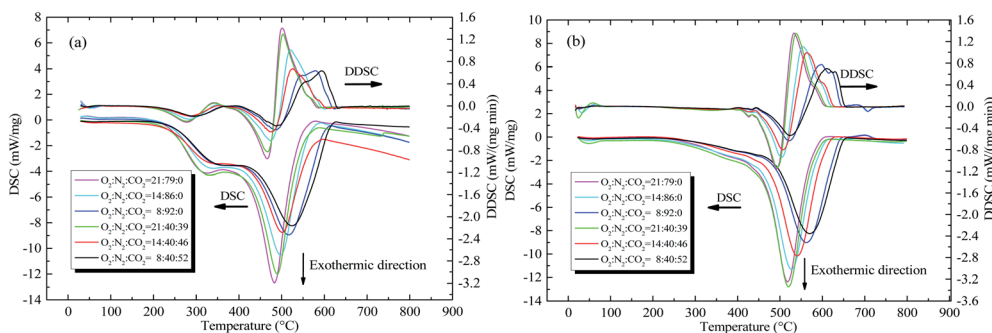 (a)
8
6
4
2
0
-2
-4
-6
-8
-10
-12
-14
DSC (mW/mg)
1.6
1.2
0.8
0.4
0.0
-0.4
-0.8
-1.2
-1.6
-2.0
-2.4
-2.8
-3.2
DDSC (mW/(mg min))
DDSC
DSC
O2:N2:CO2=21:79:0
O2:N2:CO2=14:86:0
O2:N2:CO2= 8:92:0
O2:N2:CO2=21:40:39
O2:N2:CO2=14:40:46
O2:N2:CO2= 8:40:52
Exothermic direction
0 100 200 300 400 500 600 700 800 900
Temperature (°C)
(b)
10
8
6
4
2
0
-2
-4
-6
-8
-10
-12
-14
DSC (mW/mg)
1.6
1.2
0.8
0.4
0.0
-0.4
-0.8
-1.2
-1.6
-2.0
-2.4
-2.8
-3.2
-3.6
DDSC (mW/(mg min))
DDSC
DSC
O2:N2:CO2=21:79:0
O2:N2:CO2=14:86:0
O2:N2:CO2= 8:92:0
O2:N2:CO2=21:40:39
O2:N2:CO2=14:40:46
O2:N2:CO2= 8:40:52
Exothermic direction
0 100 200 300 400 500 600 700 800 900
Temperature (°C)